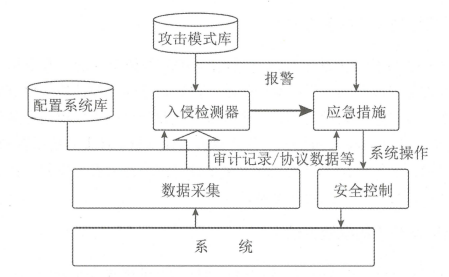 攻击模式库
报警
配置系统库
入侵检测器
应急措施
审计记录/协议数据等
系统操作
数据采集
安全控制
系 统